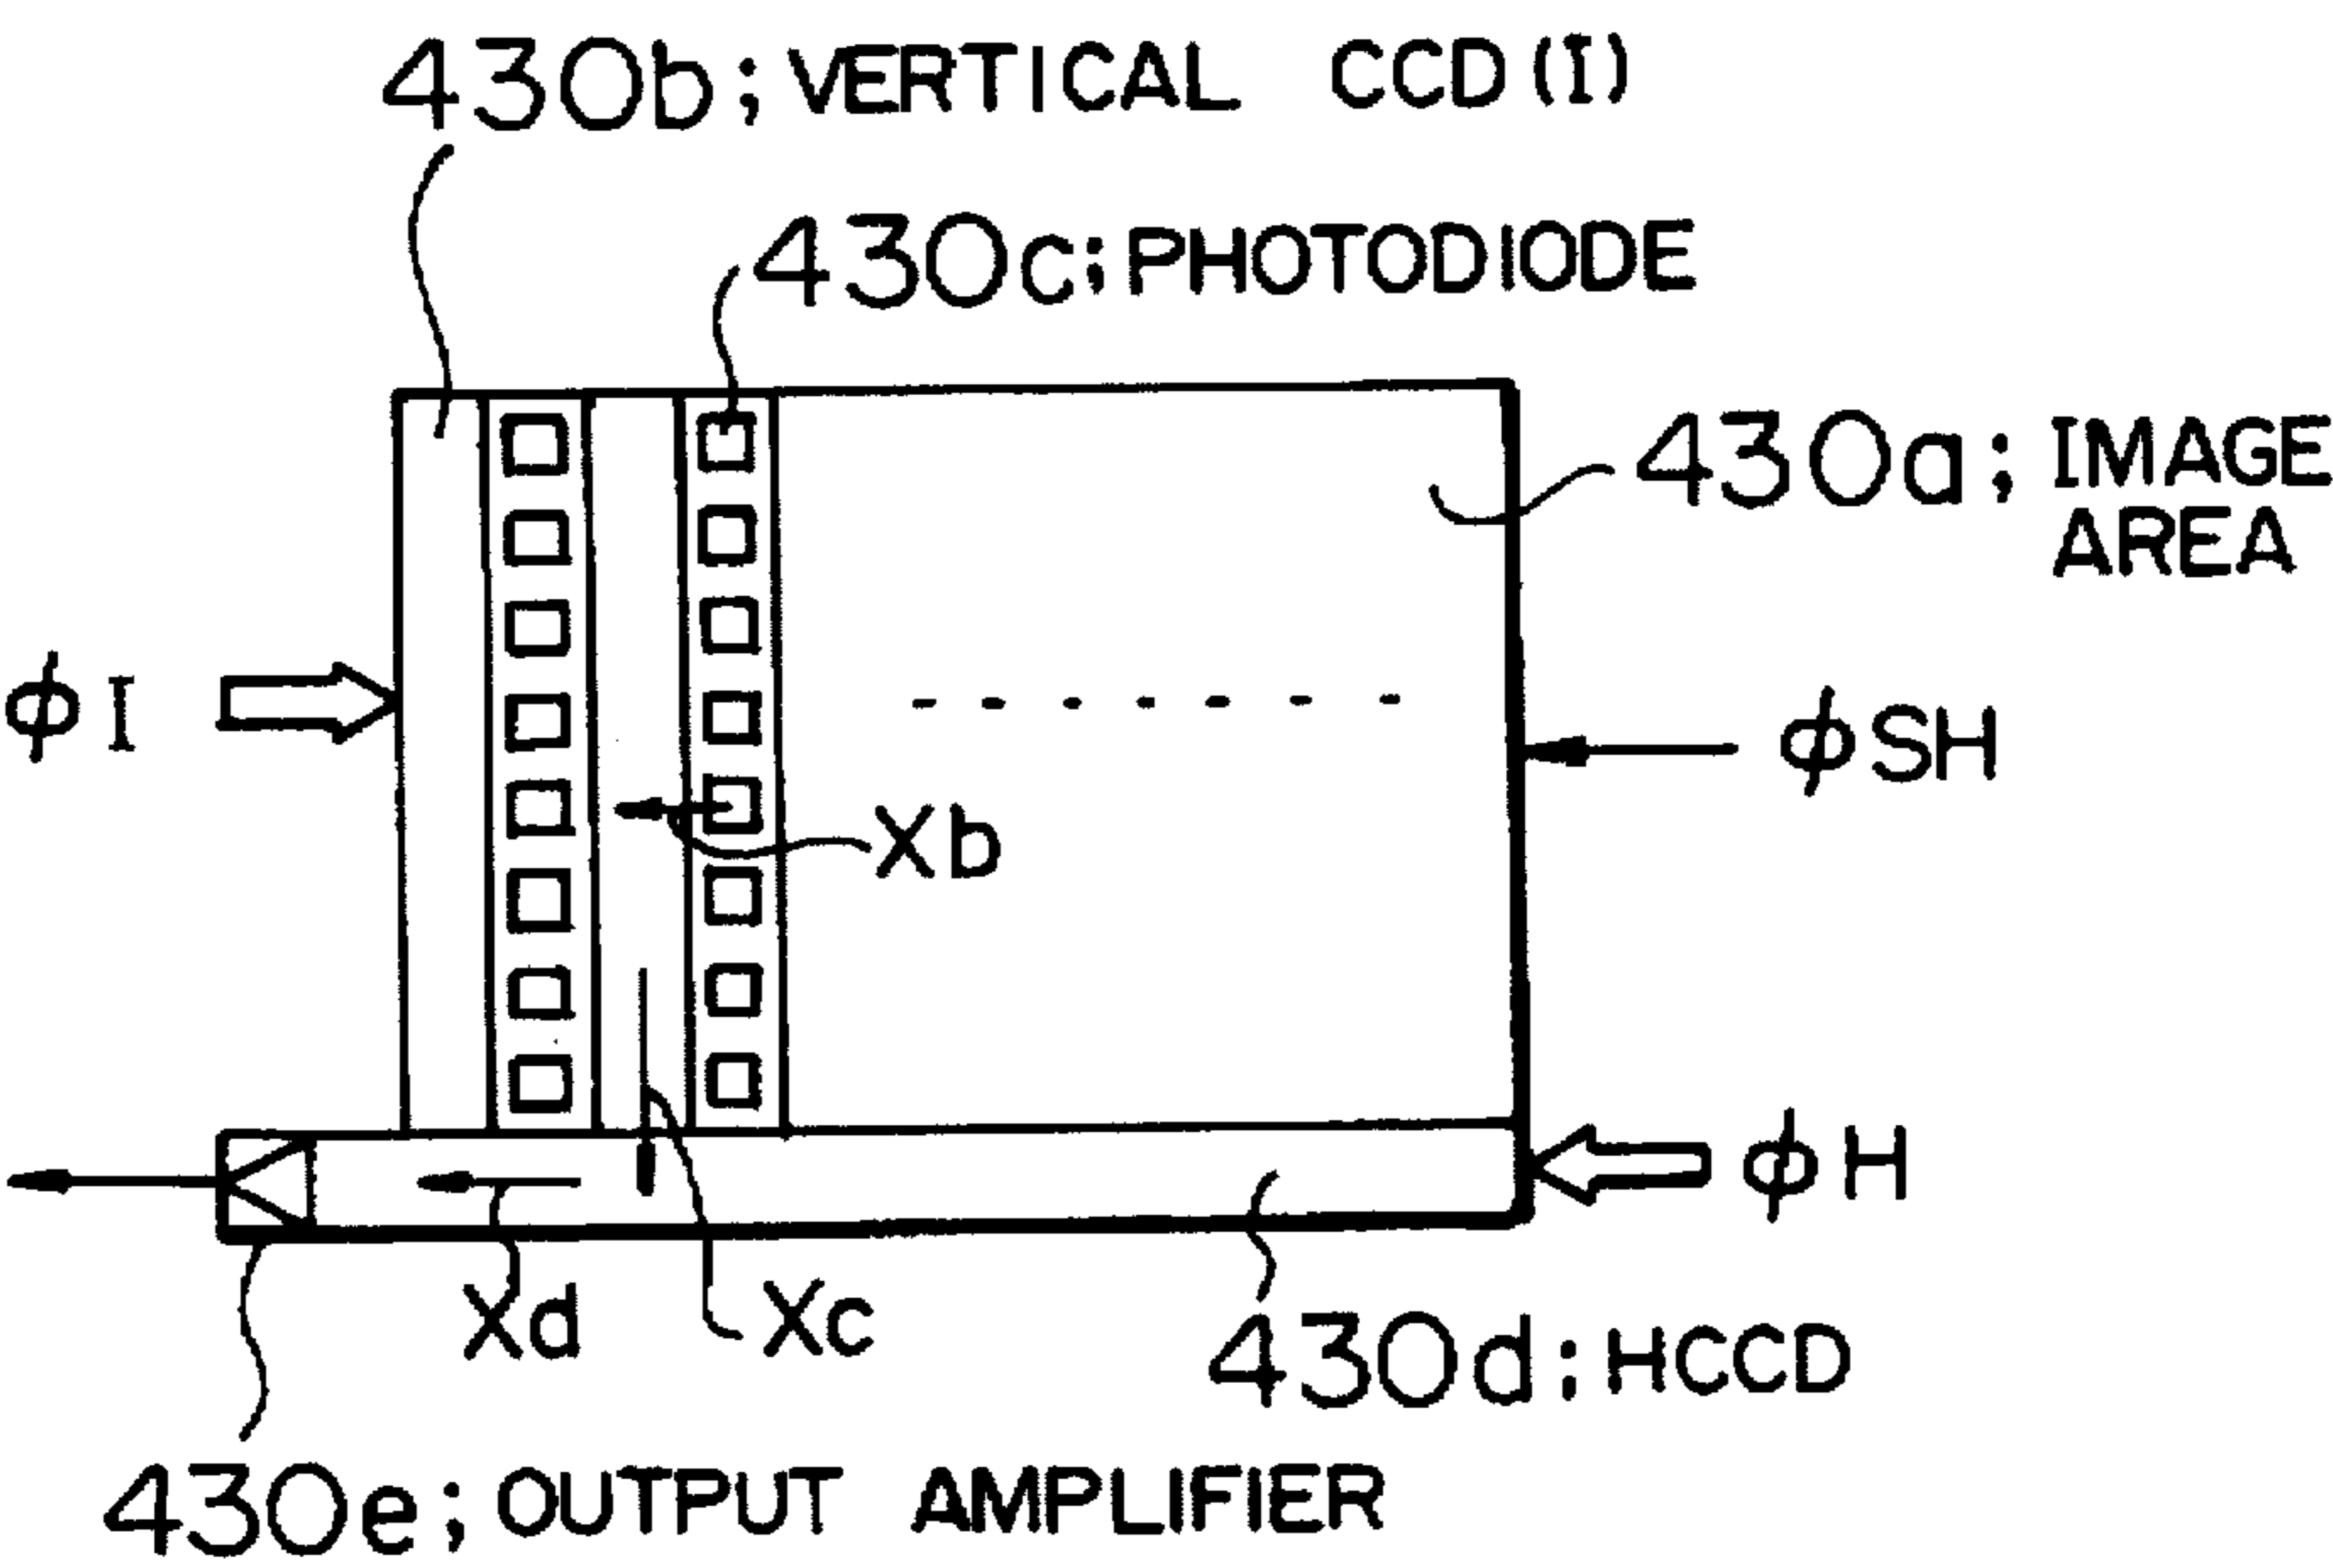 430b; VERTICAL CCD(I)
430c; PHOTODIODE
430a; IMAGE
AREA
ϕI
ϕSH
Xb
ϕH
Xd
Xc
430d; HCCD
430e; OUTPUT AMPLIFIER